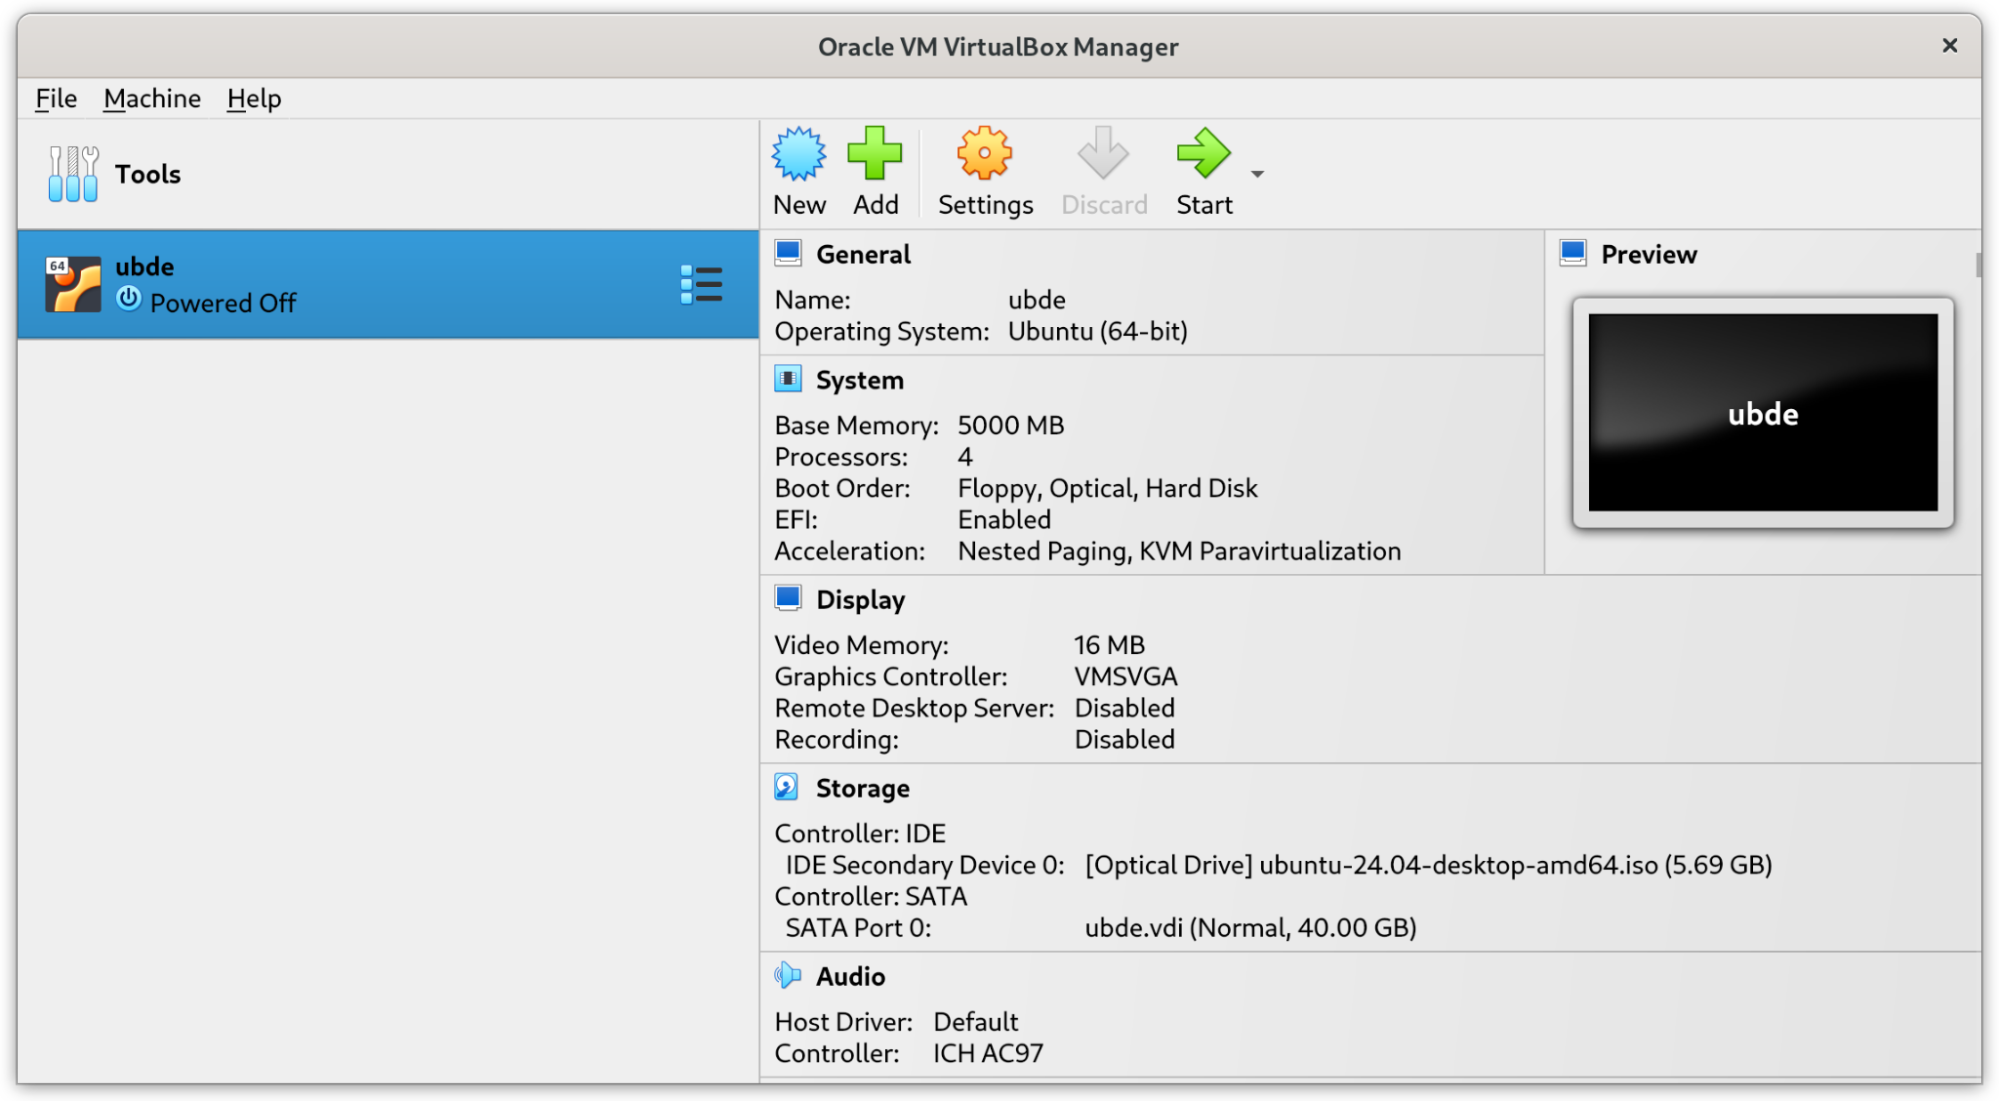 Oracle VM VirtualBox Manager
File Machine Help
Tools
New Add Settings Discard Start
64
ubde
Powered Off
General
Name: ubde
Operating System: Ubuntu (64-bit)
Preview
ubde
System
Base Memory: 5000 MB
Processors: 4
Boot Order: Floppy, Optical, Hard Disk
EFI: Enabled
Acceleration: Nested Paging, KVM Paravirtualization
Display
Video Memory: 16 MB
Graphics Controller: VMSVGA
Remote Desktop Server: Disabled
Recording: Disabled
Storage
Controller: IDE
IDE Secondary Device 0: [Optical Drive] ubuntu-24.04-desktop-amd64.iso (5.69 GB)
Controller: SATA
SATA Port 0: ubde.vdi (Normal, 40.00 GB)
Audio
Host Driver: Default
Controller: ICH AC97